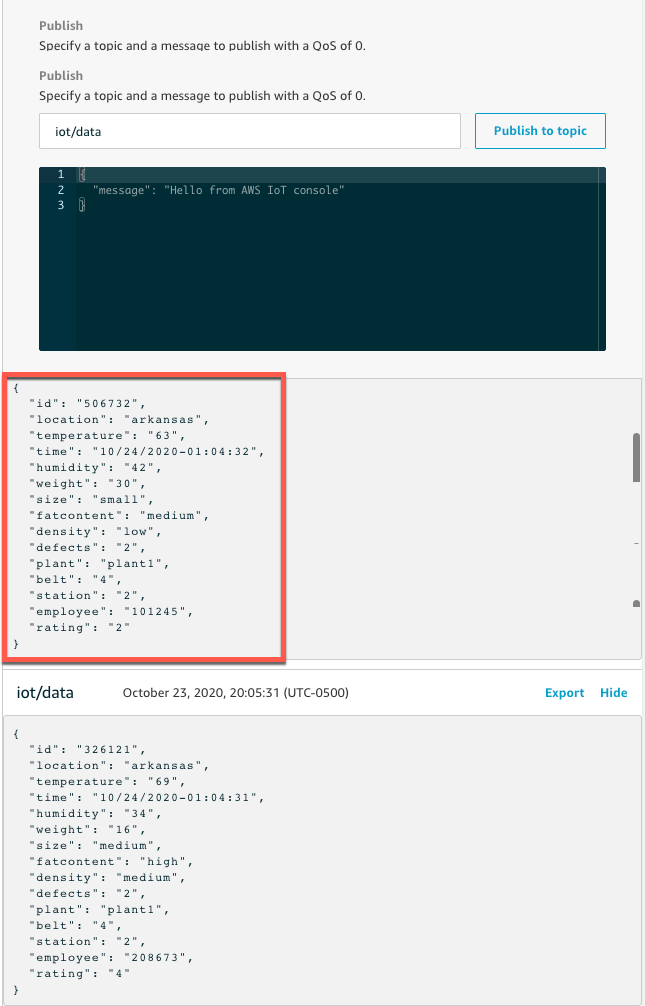 Publish
Specify a topic and a message to publish with a QoS of 0.
Publish
Specify a topic and a message to publish with a QoS of 0.
iot/data
Publish to topic
1 {
2 "message": "Hello from AWS IoT console"
3 }
{
"id": "506732",
"location": "arkansas",
"temperature": "63",
"time": "10/24/2020-01:04:32",
"humidity": "42",
"weight": "30",
"size": "small",
"fatcontent": "medium",
"density": "low",
"defects": "2",
"plant": "plant1",
"belt": "4",
"station": "2",
"employee": "101245",
"rating": "2"
}
iot/data October 23, 2020, 20:05:31 (UTC-0500) Export Hide
{
"id": "326121",
"location": "arkansas",
"temperature": "69",
"time": "10/24/2020-01:04:31",
"humidity": "34",
"weight": "16",
"size": "medium",
"fatcontent": "high",
"density": "medium",
"defects": "2",
"plant": "plant1",
"belt": "4",
"station": "2",
"employee": "208673",
"rating": "4"
}